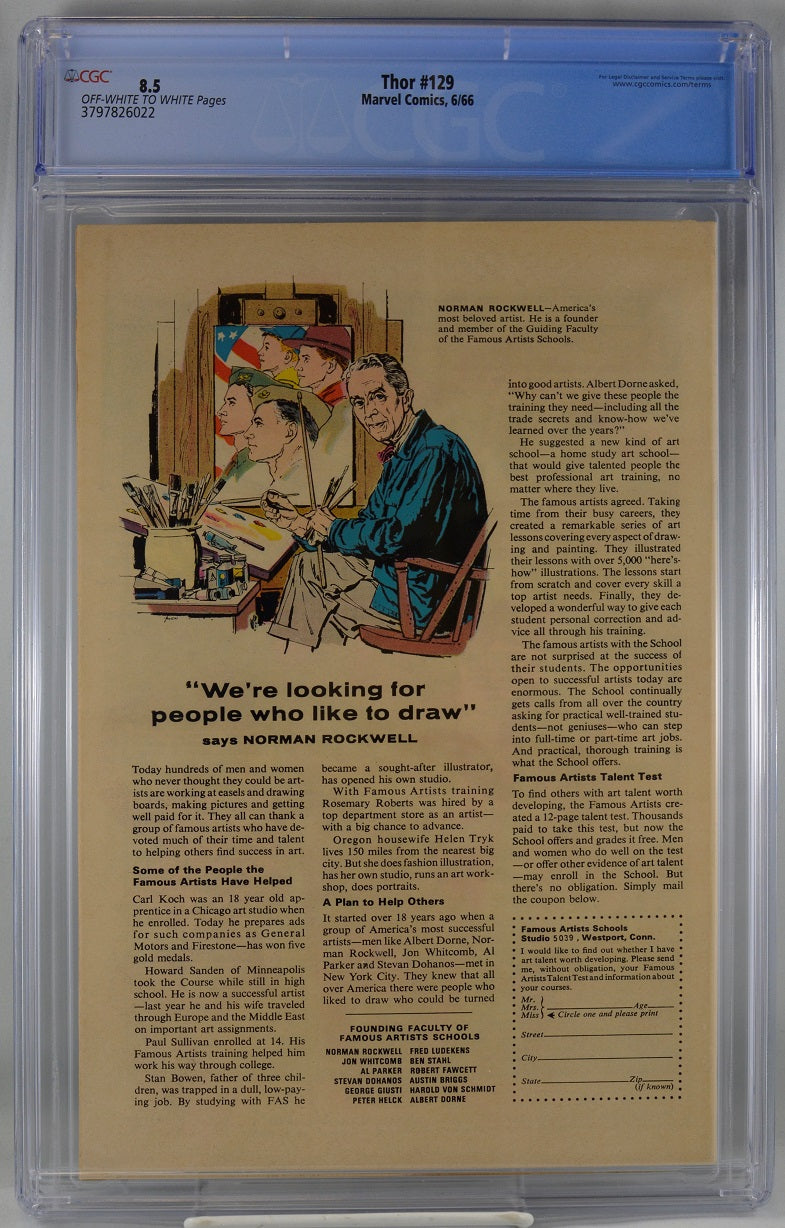 CGC
8.5
OFF-WHITE TO WHITE Pages
3797826022
Thor #129
Marvel Comics, 6/66
For Legal Disclaimer and Service Terms please visit:
www.cgccomics.com/terms
CGC
NORMAN ROCKWELL—America's
most beloved artist. He is a founder
and member of the Guiding Faculty
of the Famous Artists Schools.
"We're looking for
people who like to draw"
says NORMAN ROCKWELL
Today hundreds of men and women
who never thought they could be art-
ists are working at easels and drawing
boards, making pictures and getting
well paid for it. They all can thank a
group of famous artists who have de-
voted much of their time and talent
to helping others find success in art.
Some of the People the
Famous Artists Have Helped
Carl Koch was an 18 year old ap-
prentice in a Chicago art studio when
he enrolled. Today he prepares ads
for such companies as General
Motors and Firestone—has won five
gold medals.
Howard Sanden of Minneapolis
took the Course while still in high
school. He is now a successful artist
—last year he and his wife traveled
through Europe and the Middle East
on important art assignments.
Paul Sullivan enrolled at 14. His
Famous Artists training helped him
work his way through college.
Stan Bowen, father of three chil-
dren, was trapped in a dull, low-pay-
ing job. By studying with FAS he
became a sought-after illustrator,
has opened his own studio.
With Famous Artists training
Rosemary Roberts was hired by a
top department store as an artist—
with a big chance to advance.
Oregon housewife Helen Tryk
lives 150 miles from the nearest big
city. But she does fashion illustration,
has her own studio, runs an art work-
shop, does portraits.
A Plan to Help Others
It started over 18 years ago when a
group of America's most successful
artists—men like Albert Dorne, Nor-
man Rockwell, Jon Whitcomb, Al
Parker and Stevan Dohanos—met in
New York City. They knew that all
over America there were people who
liked to draw who could be turned
FOUNDING FACULTY OF
FAMOUS ARTISTS SCHOOLS
NORMAN ROCKWELL FRED LUDEKENS
JON WHITCOMB BEN STAHL
AL PARKER ROBERT FAWCETT
STEVAN DOHANOS AUSTIN BRIGGS
GEORGE GIUSTI HAROLD VON SCHMIDT
PETER HELCK ALBERT DORNE
into good artists. Albert Dorne asked,
"Why can't we give these people the
training they need—including all the
trade secrets and know-how we've
learned over the years?"
He suggested a new kind of art
school—a home study art school—
that would give talented people the
best professional art training, no
matter where they live.
The famous artists agreed. Taking
time from their busy careers, they
created a remarkable series of art
lessons covering every aspect of draw-
ing and painting. They illustrated
their lessons with over 5,000 "here's-
how" illustrations. The lessons start
from scratch and cover every skill a
top artist needs. Finally, they de-
veloped a wonderful way to give each
student personal correction and ad-
vice all through his training.
The famous artists with the School
are not surprised at the success of
their students. The opportunities
open to successful artists today are
enormous. The School continually
gets calls from all over the country
asking for practical well-trained stu-
dents—not geniuses—who can step
into full-time or part-time art jobs.
And practical, thorough training is
what the School offers.
Famous Artists Talent Test
To find others with art talent worth
developing, the Famous Artists cre-
ated a 12-page talent test. Thousands
paid to take this test, but now the
School offers and grades it free. Men
and women who do well on the test
—or offer other evidence of art talent
—may enroll in the School. But
there's no obligation. Simply mail
the coupon below.
Famous Artists Schools
Studio 5039, Westport, Conn.
I would like to find out whether I have
art talent worth developing. Please send
me, without obligation, your Famous
Artists Talent Test and information about
your courses.
Mr.
Mrs. Age
Miss Circle one and please print
Street
City
State Zip
(if known)